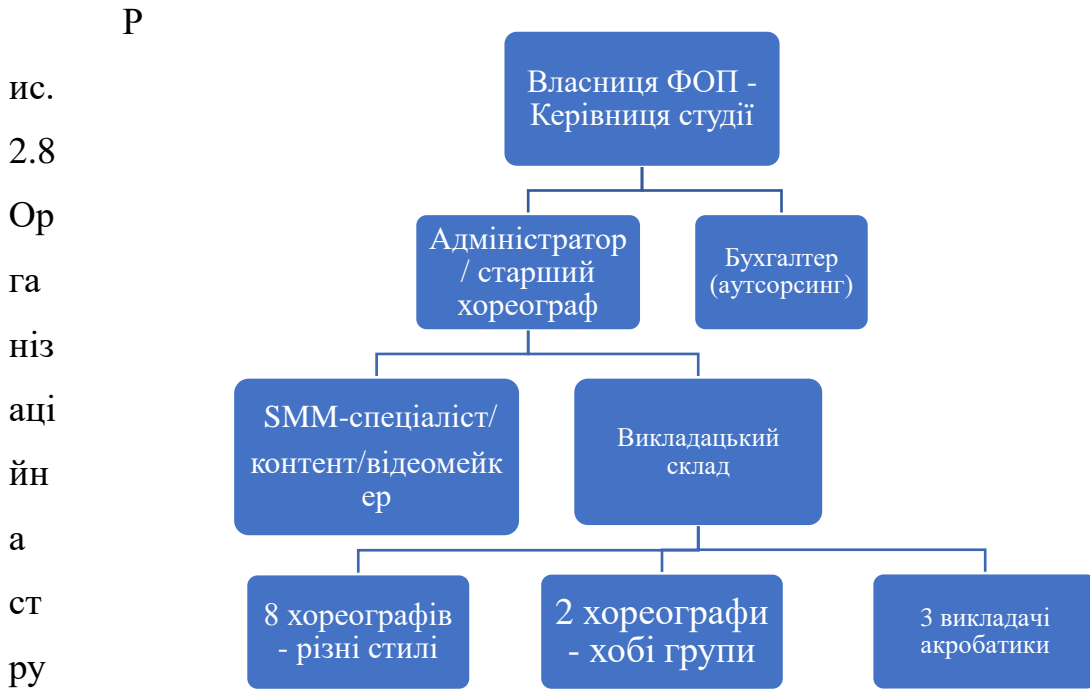 Р
ис.
2.8
Ор
га
ніз
аці
йн
а
ст
ру
Власниця ФОП -
Керівниця студії
Адміністратор
/ старший
хореограф
Бухгалтер
(аутсорсинг)
SMM-спеціаліст/
контент/відеомейк
ер
Викладацький
склад
8 хореографів
- різні стилі
2 хореографи
- хобі групи
3 викладачі
акробатики